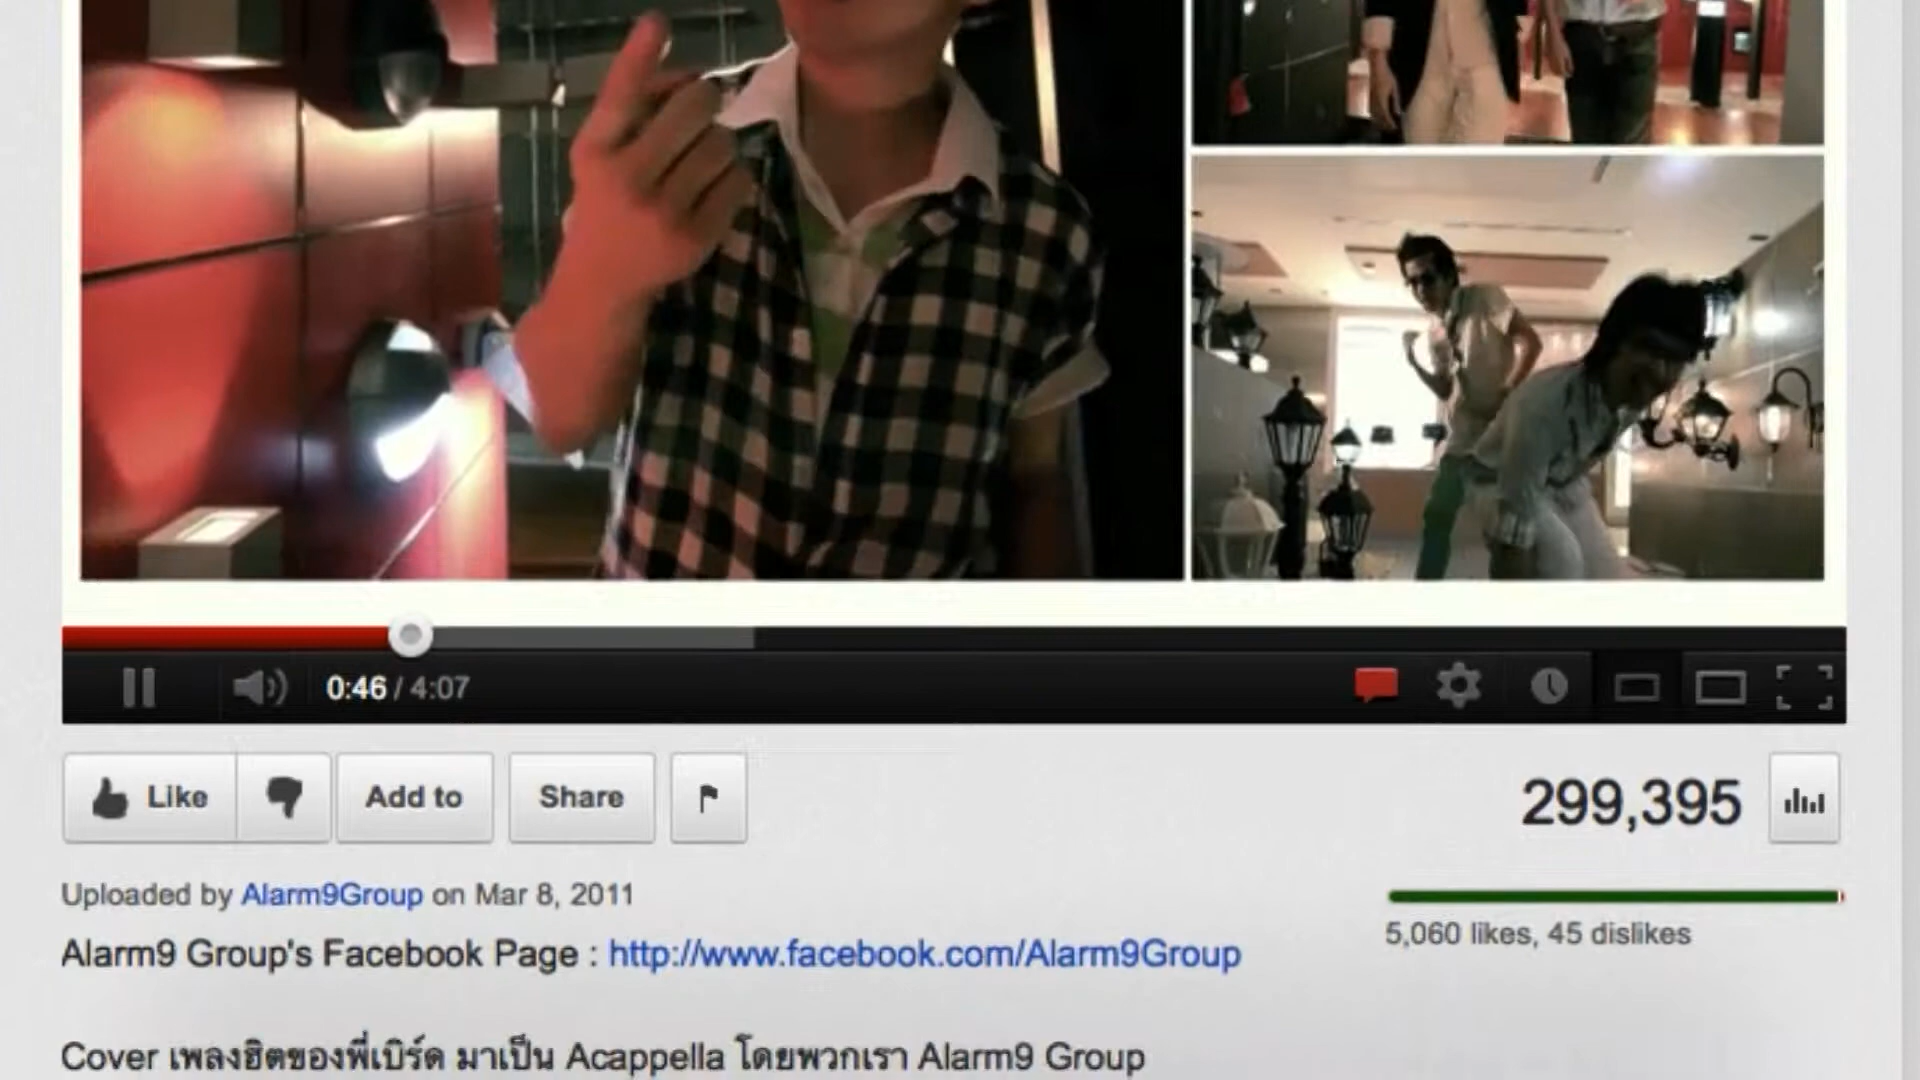 0:46 / 4:07
Like
Add to
Share
299,395
Uploaded by Alarm9Group on Mar 8, 2011
5,060 likes, 45 dislikes
Alarm9 Group's Facebook Page : http://www.facebook.com/Alarm9Group
Cover เพลงฮิตของพี่เบิร์ด มาเป็น Acappella โดยพวกเรา Alarm9 Group